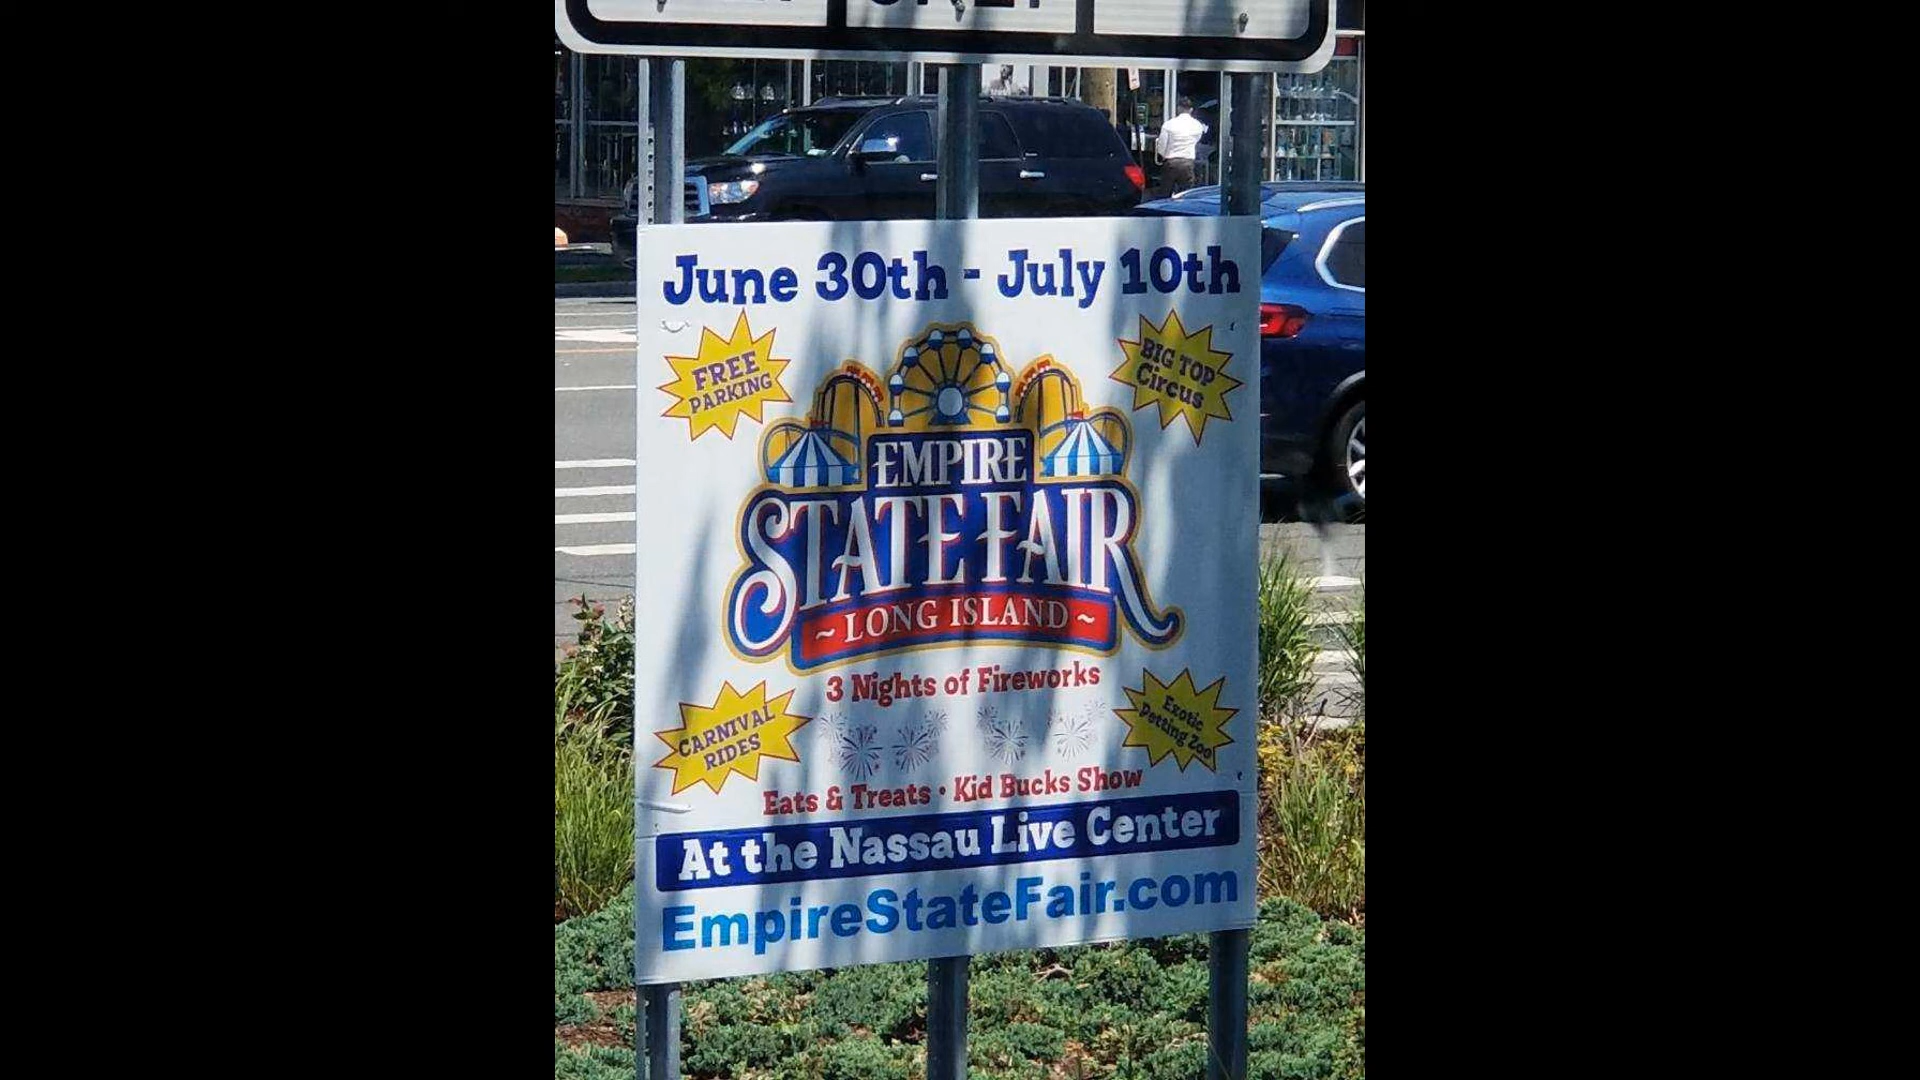 June 30th - July 10th
FREE
PARKING
BIG TOP
Circus
EMPIRE
STATE FAIR
~ LONG ISLAND ~
3 Nights of Fireworks
CARNIVAL
RIDES
Exotic
Petting Zoo
Eats & Treats • Kid Bucks Show
At the Nassau Live Center
EmpireStateFair.com